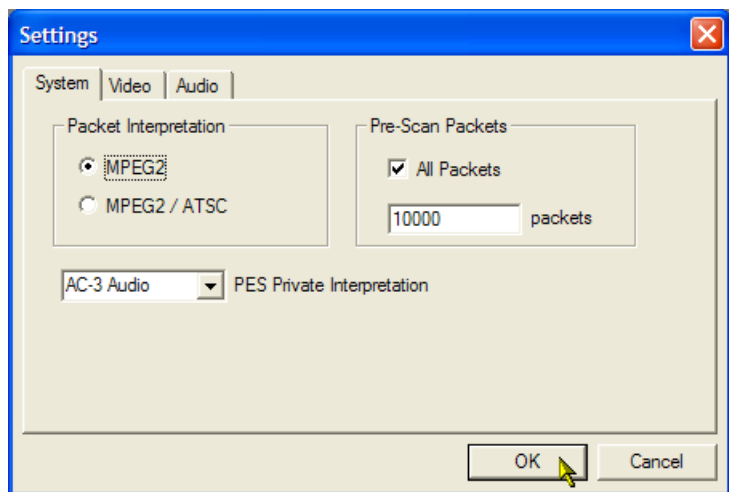 Settings
System Video Audio
Packet Interpretation
MPEG2
MPEG2 / ATSC
Pre-Scan Packets
All Packets
10000 packets
AC-3 Audio PES Private Interpretation
OK Cancel